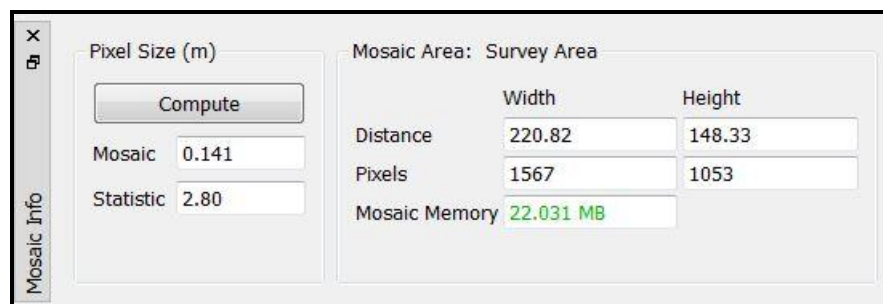 Mosaic Info
Pixel Size (m)
Compute
Mosaic 0.141
Statistic 2.80
Mosaic Area: Survey Area
Width Height
Distance 220.82 148.33
Pixels 1567 1053
Mosaic Memory 22.031 MB